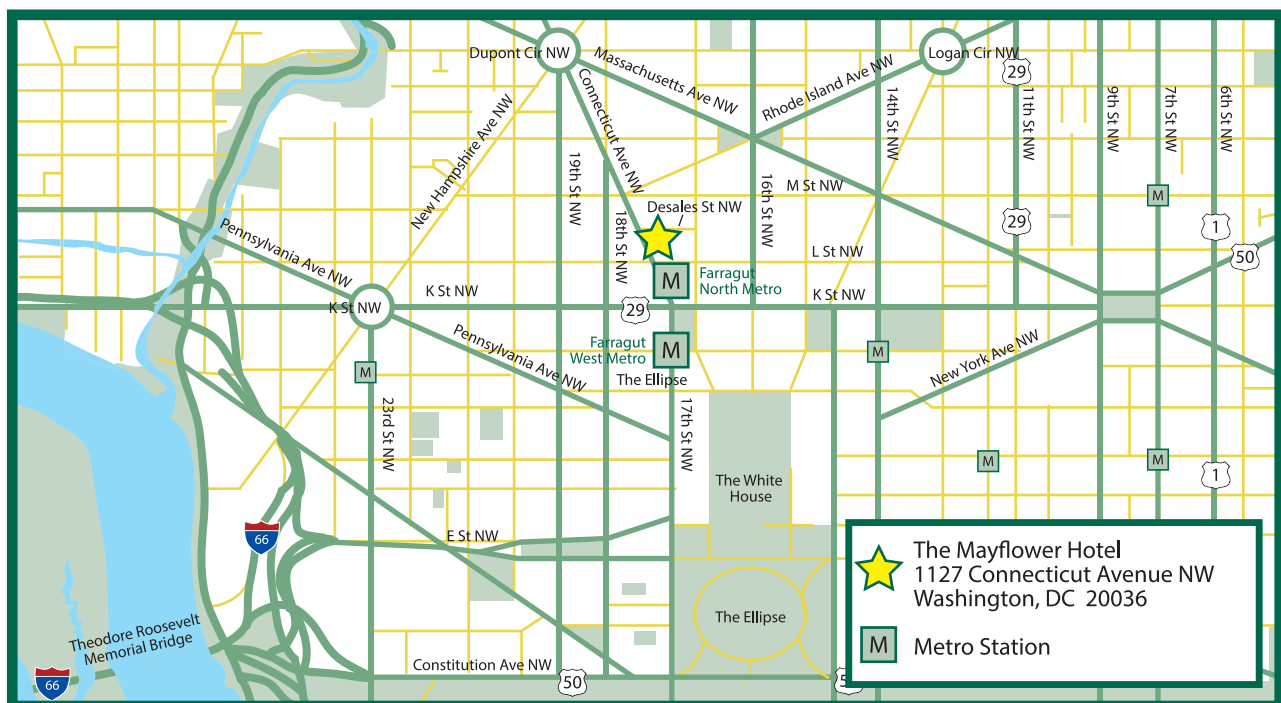 Dupont Cir NW
Logan Cir NW
Massachusetts Ave NW
Rhode Island Ave NW
Connecticut Ave NW
New Hampshire Ave NW
29
14th St NW
11th St NW
9th St NW
7th St NW
6th St NW
19th St NW
18th St NW
16th St NW
M St NW
Desales St NW
M
29
1
50
L St NW
Pennsylvania Ave NW
M
Farragut
North Metro
K St NW
K St NW
29
K St NW
Pennsylvania Ave NW
Farragut
West Metro
M
The Ellipse
M
M
New York Ave NW
23rd St NW
17th St NW
M
M
1
The White
House
66
E St NW
The Ellipse
Theodore Roosevelt
Memorial Bridge
66
Constitution Ave NW
50
The Mayflower Hotel
1127 Connecticut Avenue NW
Washington, DC 20036
M
Metro Station